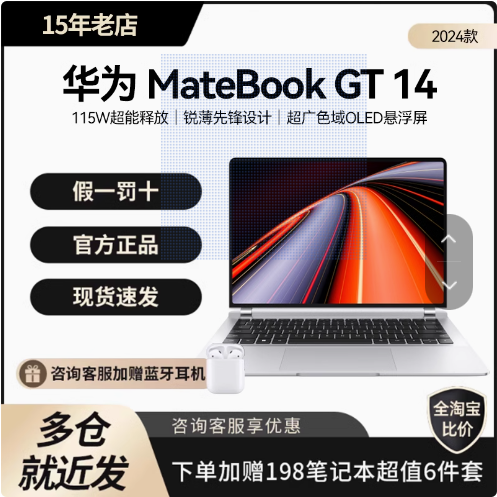 15年老店
2024款
华为 MateBook GT 14
115W超能释放｜锐薄先锋设计｜超广色域OLED悬浮屏
假一罚十
官方正品
现货速发
咨询客服加赠蓝牙耳机
多仓
就近发
咨询客服享优惠
全淘宝
比价
下单加赠198笔记本超值6件套